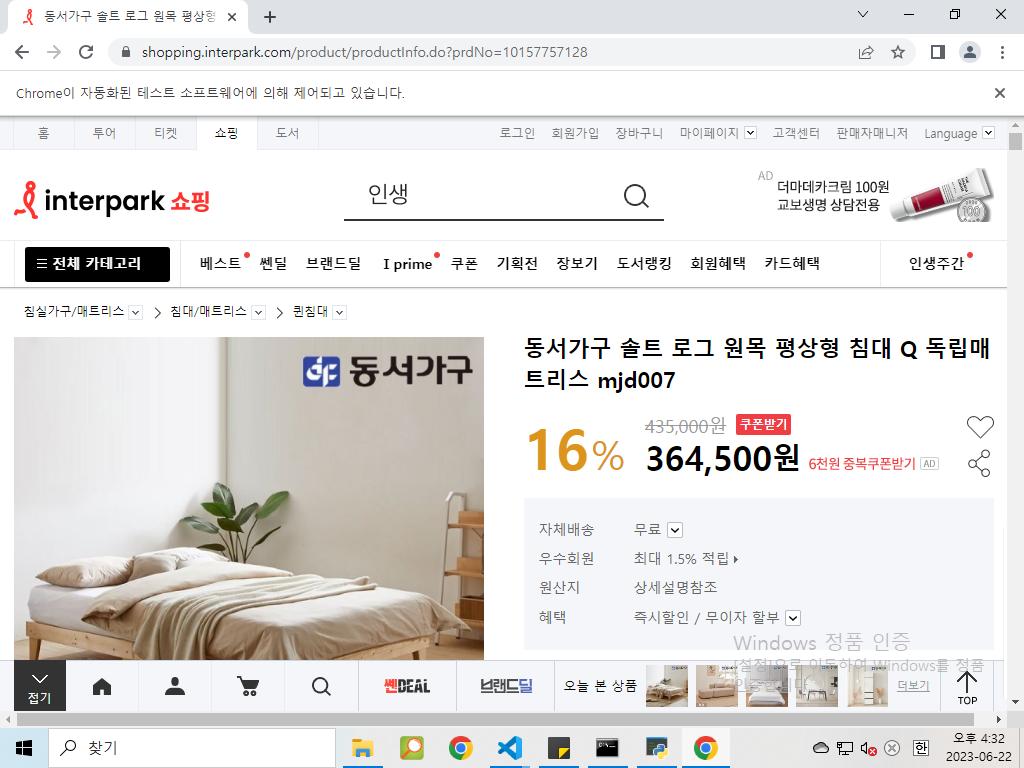 동서가구 솔트 로그 원목 평상형
shopping.interpark.com/product/productInfo.do?prdNo=10157757128
Chrome이 자동화된 테스트 소프트웨어에 의해 제어되고 있습니다.
홈 투어 티켓 쇼핑 도서 로그인 회원가입 장바구니 마이페이지 고객센터 판매자매니저 Language
interpark 쇼핑
인생
AD
더마데카크림 100원
교보생명 상담전용
전체 카테고리 베스트 쎈딜 브랜드딜 I prime 쿠폰 기획전 장보기 도서랭킹 회원혜택 카드혜택 인생주간
침실가구/매트리스 침대/매트리스 퀸침대
동서가구
동서가구 솔트 로그 원목 평상형 침대 Q 독립매
트리스 mjd007
16%
435,000원 쿠폰받기
364,500원 6천원 중복쿠폰받기 AD
자체배송 무료
우수회원 최대 1.5% 적립
원산지 상세설명참조
혜택 즉시할인 / 무이자 할부
Windows 정품 인증
[설정]으로 이동하여 Windows를 정품
인증합니다.
접기
쎈DEAL
브랜드딜
오늘 본 상품
더보기
TOP
찾기
한
오후 4:32
2023-06-22